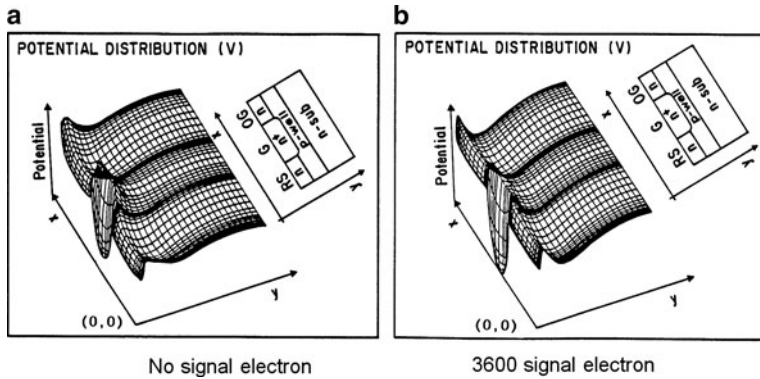 a
POTENTIAL DISTRIBUTION (V)
Potential
x
y
(0,0)
RS G OG
n n+ n
p-well
n-sub
x
y
No signal electron
b
POTENTIAL DISTRIBUTION (V)
Potential
x
y
(0,0)
RS G OG
n n+ n
p-well
n-sub
x
y
3600 signal electron